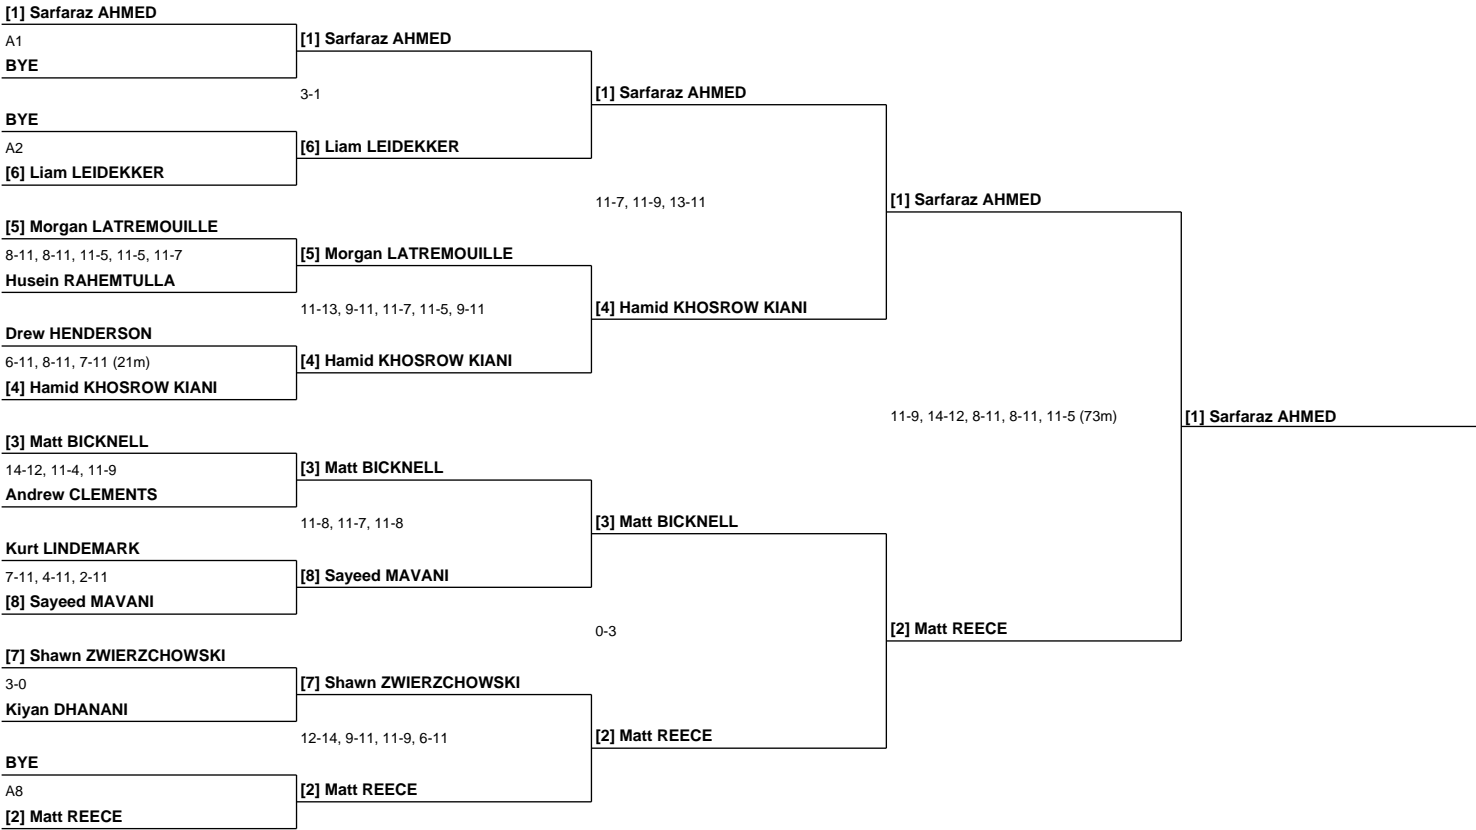 [1] Sarfaraz AHMED
A1
BYE
BYE
A2
[6] Liam LEIDEKKER
[5] Morgan LATREMOUILLE
8-11, 8-11, 11-5, 11-5, 11-7
Husein RAHEMTULLA
Drew HENDERSON
6-11, 8-11, 7-11 (21m)
[4] Hamid KHOSROW KIANI
[3] Matt BICKNELL
14-12, 11-4, 11-9
Andrew CLEMENTS
Kurt LINDEMARK
7-11, 4-11, 2-11
[8] Sayeed MAVANI
[7] Shawn ZWIERZCHOWSKI
3-0
Kiyan DHANANI
BYE
A8
[2] Matt REECE
[1] Sarfaraz AHMED
3-1
[6] Liam LEIDEKKER
[5] Morgan LATREMOUILLE
11-13, 9-11, 11-7, 11-5, 9-11
[4] Hamid KHOSROW KIANI
[3] Matt BICKNELL
11-8, 11-7, 11-8
[8] Sayeed MAVANI
[7] Shawn ZWIERZCHOWSKI
12-14, 9-11, 11-9, 6-11
[2] Matt REECE
[1] Sarfaraz AHMED
11-7, 11-9, 13-11
[4] Hamid KHOSROW KIANI
[3] Matt BICKNELL
0-3
[2] Matt REECE
[1] Sarfaraz AHMED
11-9, 14-12, 8-11, 8-11, 11-5 (73m)
[2] Matt REECE
[1] Sarfaraz AHMED